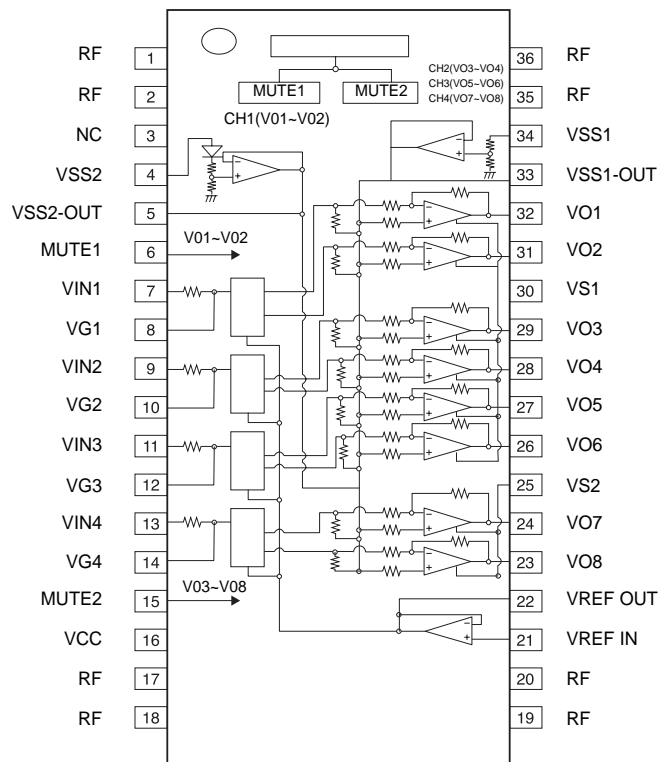 RF 1
RF 2
NC 3
VSS2 4
VSS2-OUT 5
MUTE1 6
VIN1 7
VG1 8
VIN2 9
VG2 10
VIN3 11
VG3 12
VIN4 13
VG4 14
MUTE2 15
VCC 16
RF 17
RF 18
MUTE1 MUTE2
CH1(V01~V02)
CH2(VO3~VO4)
CH3(VO5~VO6)
CH4(VO7~VO8)
V01~V02
V03~V08
36 RF
35 RF
34 VSS1
33 VSS1-OUT
32 VO1
31 VO2
30 VS1
29 VO3
28 VO4
27 VO5
26 VO6
25 VS2
24 VO7
23 VO8
22 VREF OUT
21 VREF IN
20 RF
19 RF